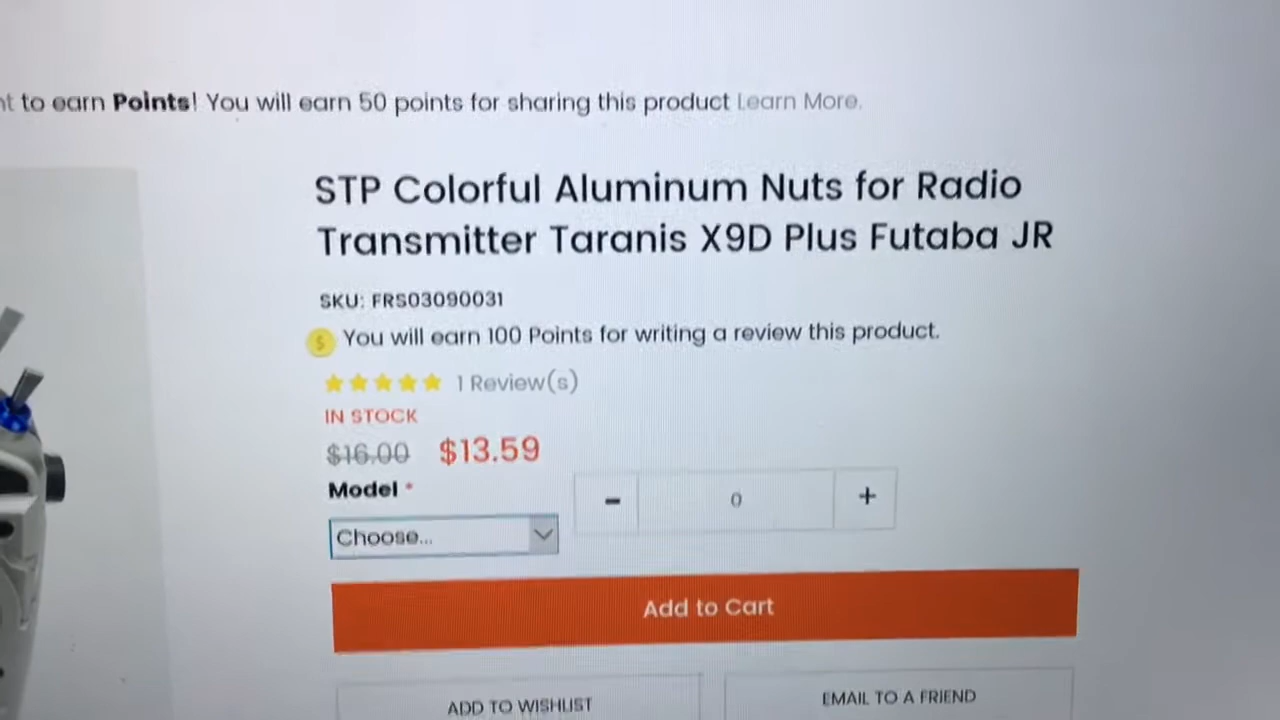 to earn Points! You will earn 50 points for sharing this product Learn More.
STP Colorful Aluminum Nuts for Radio
Transmitter Taranis X9D Plus Futaba JR
SKU: FRS03090031
$ You will earn 100 Points for writing a review this product.
1 Review(s)
IN STOCK
$16.00 $13.59
Model *
- 0 +
Choose...
Add to Cart
ADD TO WISHLIST
EMAIL TO A FRIEND